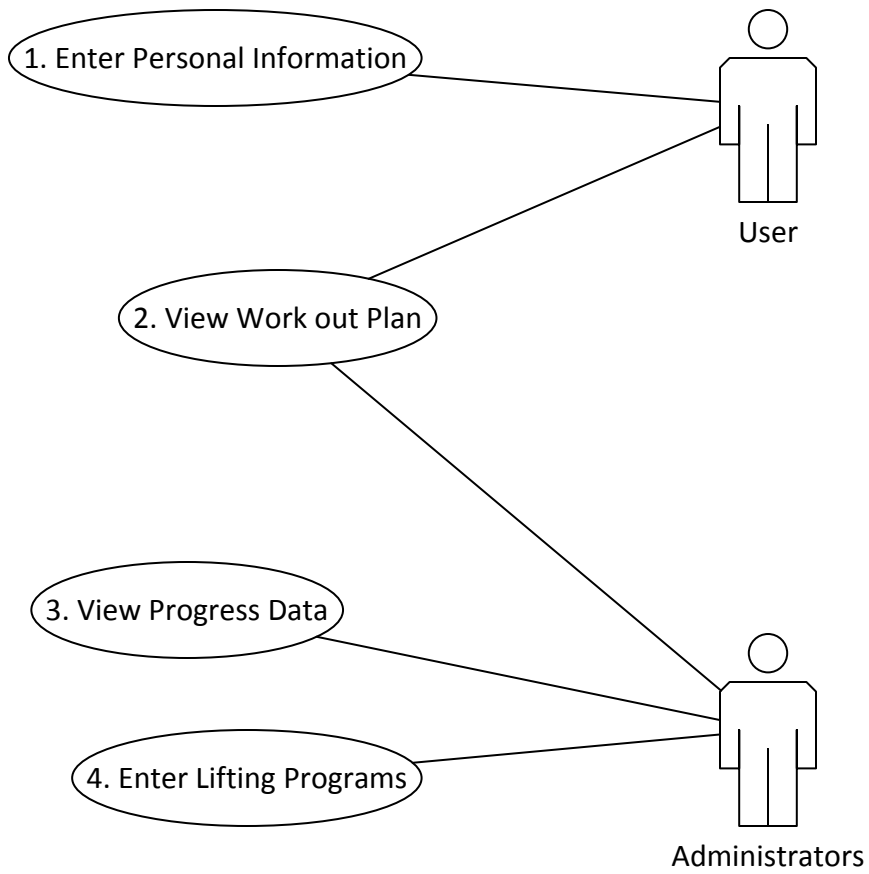 1. Enter Personal Information
User
2. View Work out Plan
3. View Progress Data
4. Enter Lifting Programs
Administrators